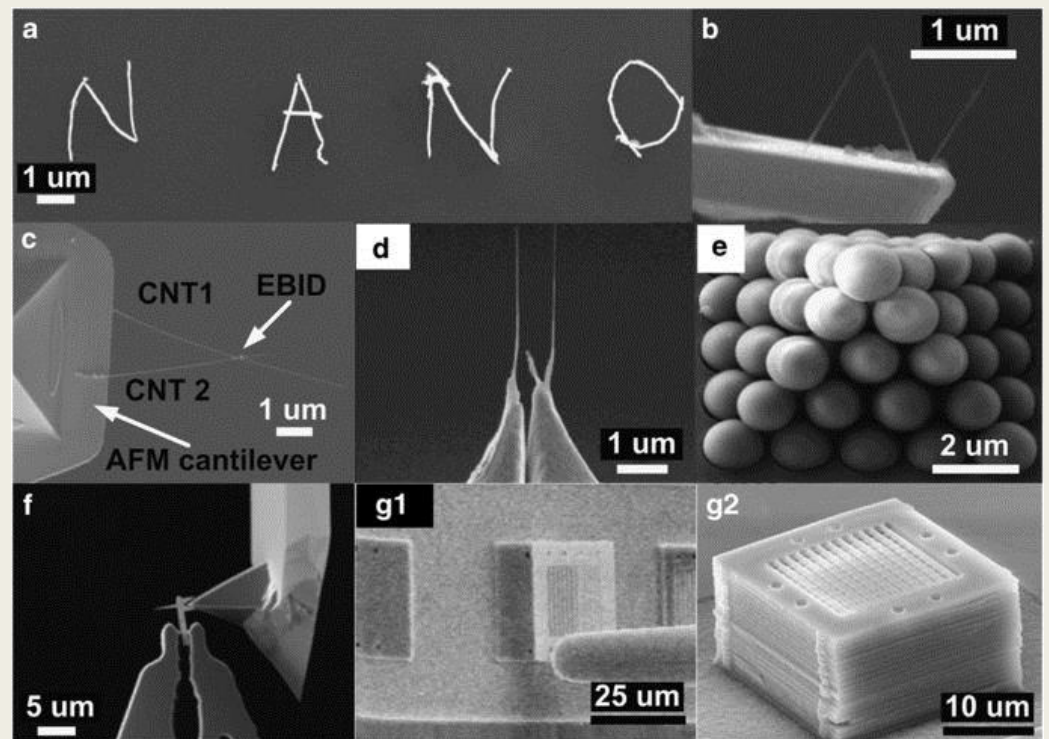 a
N A N O
1 um
b
1 um
c
CNT1
EBID
CNT 2
1 um
AFM cantilever
d
1 um
e
2 um
f
5 um
g1
25 um
g2
10 um